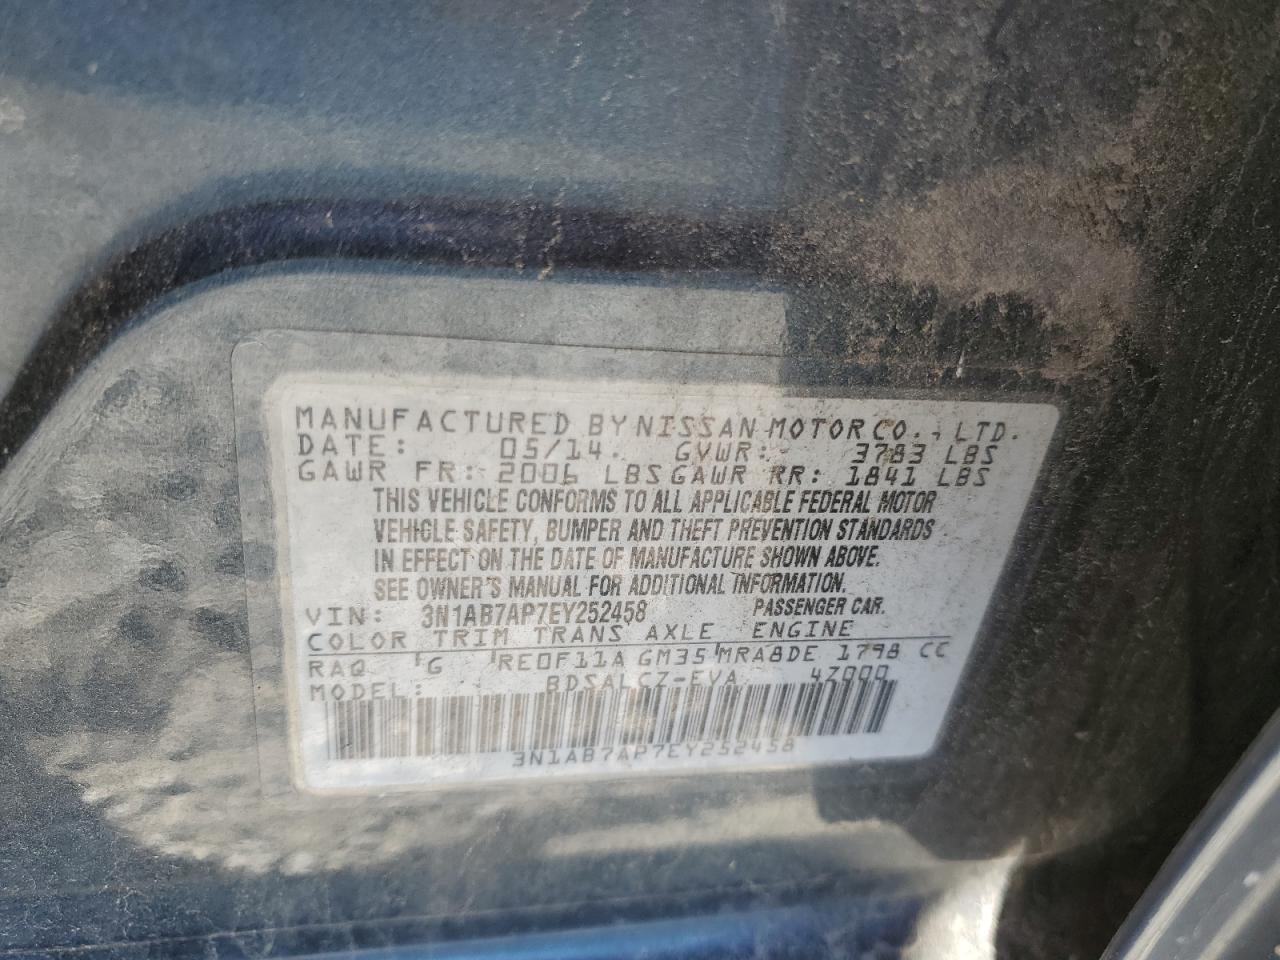 MANUFACTURED BY NISSAN MOTOR CO., LTD.
DATE: 05/14. GVWR: 3783 LBS
GAWR FR: 2006 LBS GAWR RR: 1841 LBS
THIS VEHICLE CONFORMS TO ALL APPLICABLE FEDERAL MOTOR
VEHICLE SAFETY, BUMPER AND THEFT PREVENTION STANDARDS
IN EFFECT ON THE DATE OF MANUFACTURE SHOWN ABOVE.
SEE OWNER'S MANUAL FOR ADDITIONAL INFORMATION.
VIN: 3N1AB7AP7EY252458 PASSENGER CAR.
COLOR TRIM TRANS AXLE ENGINE
RAQ G RE0F11A GM35 MRA8DE 1798 CC
MODEL: BDSALCZ-EVA 4Z000
3N1AB7AP7EY252458